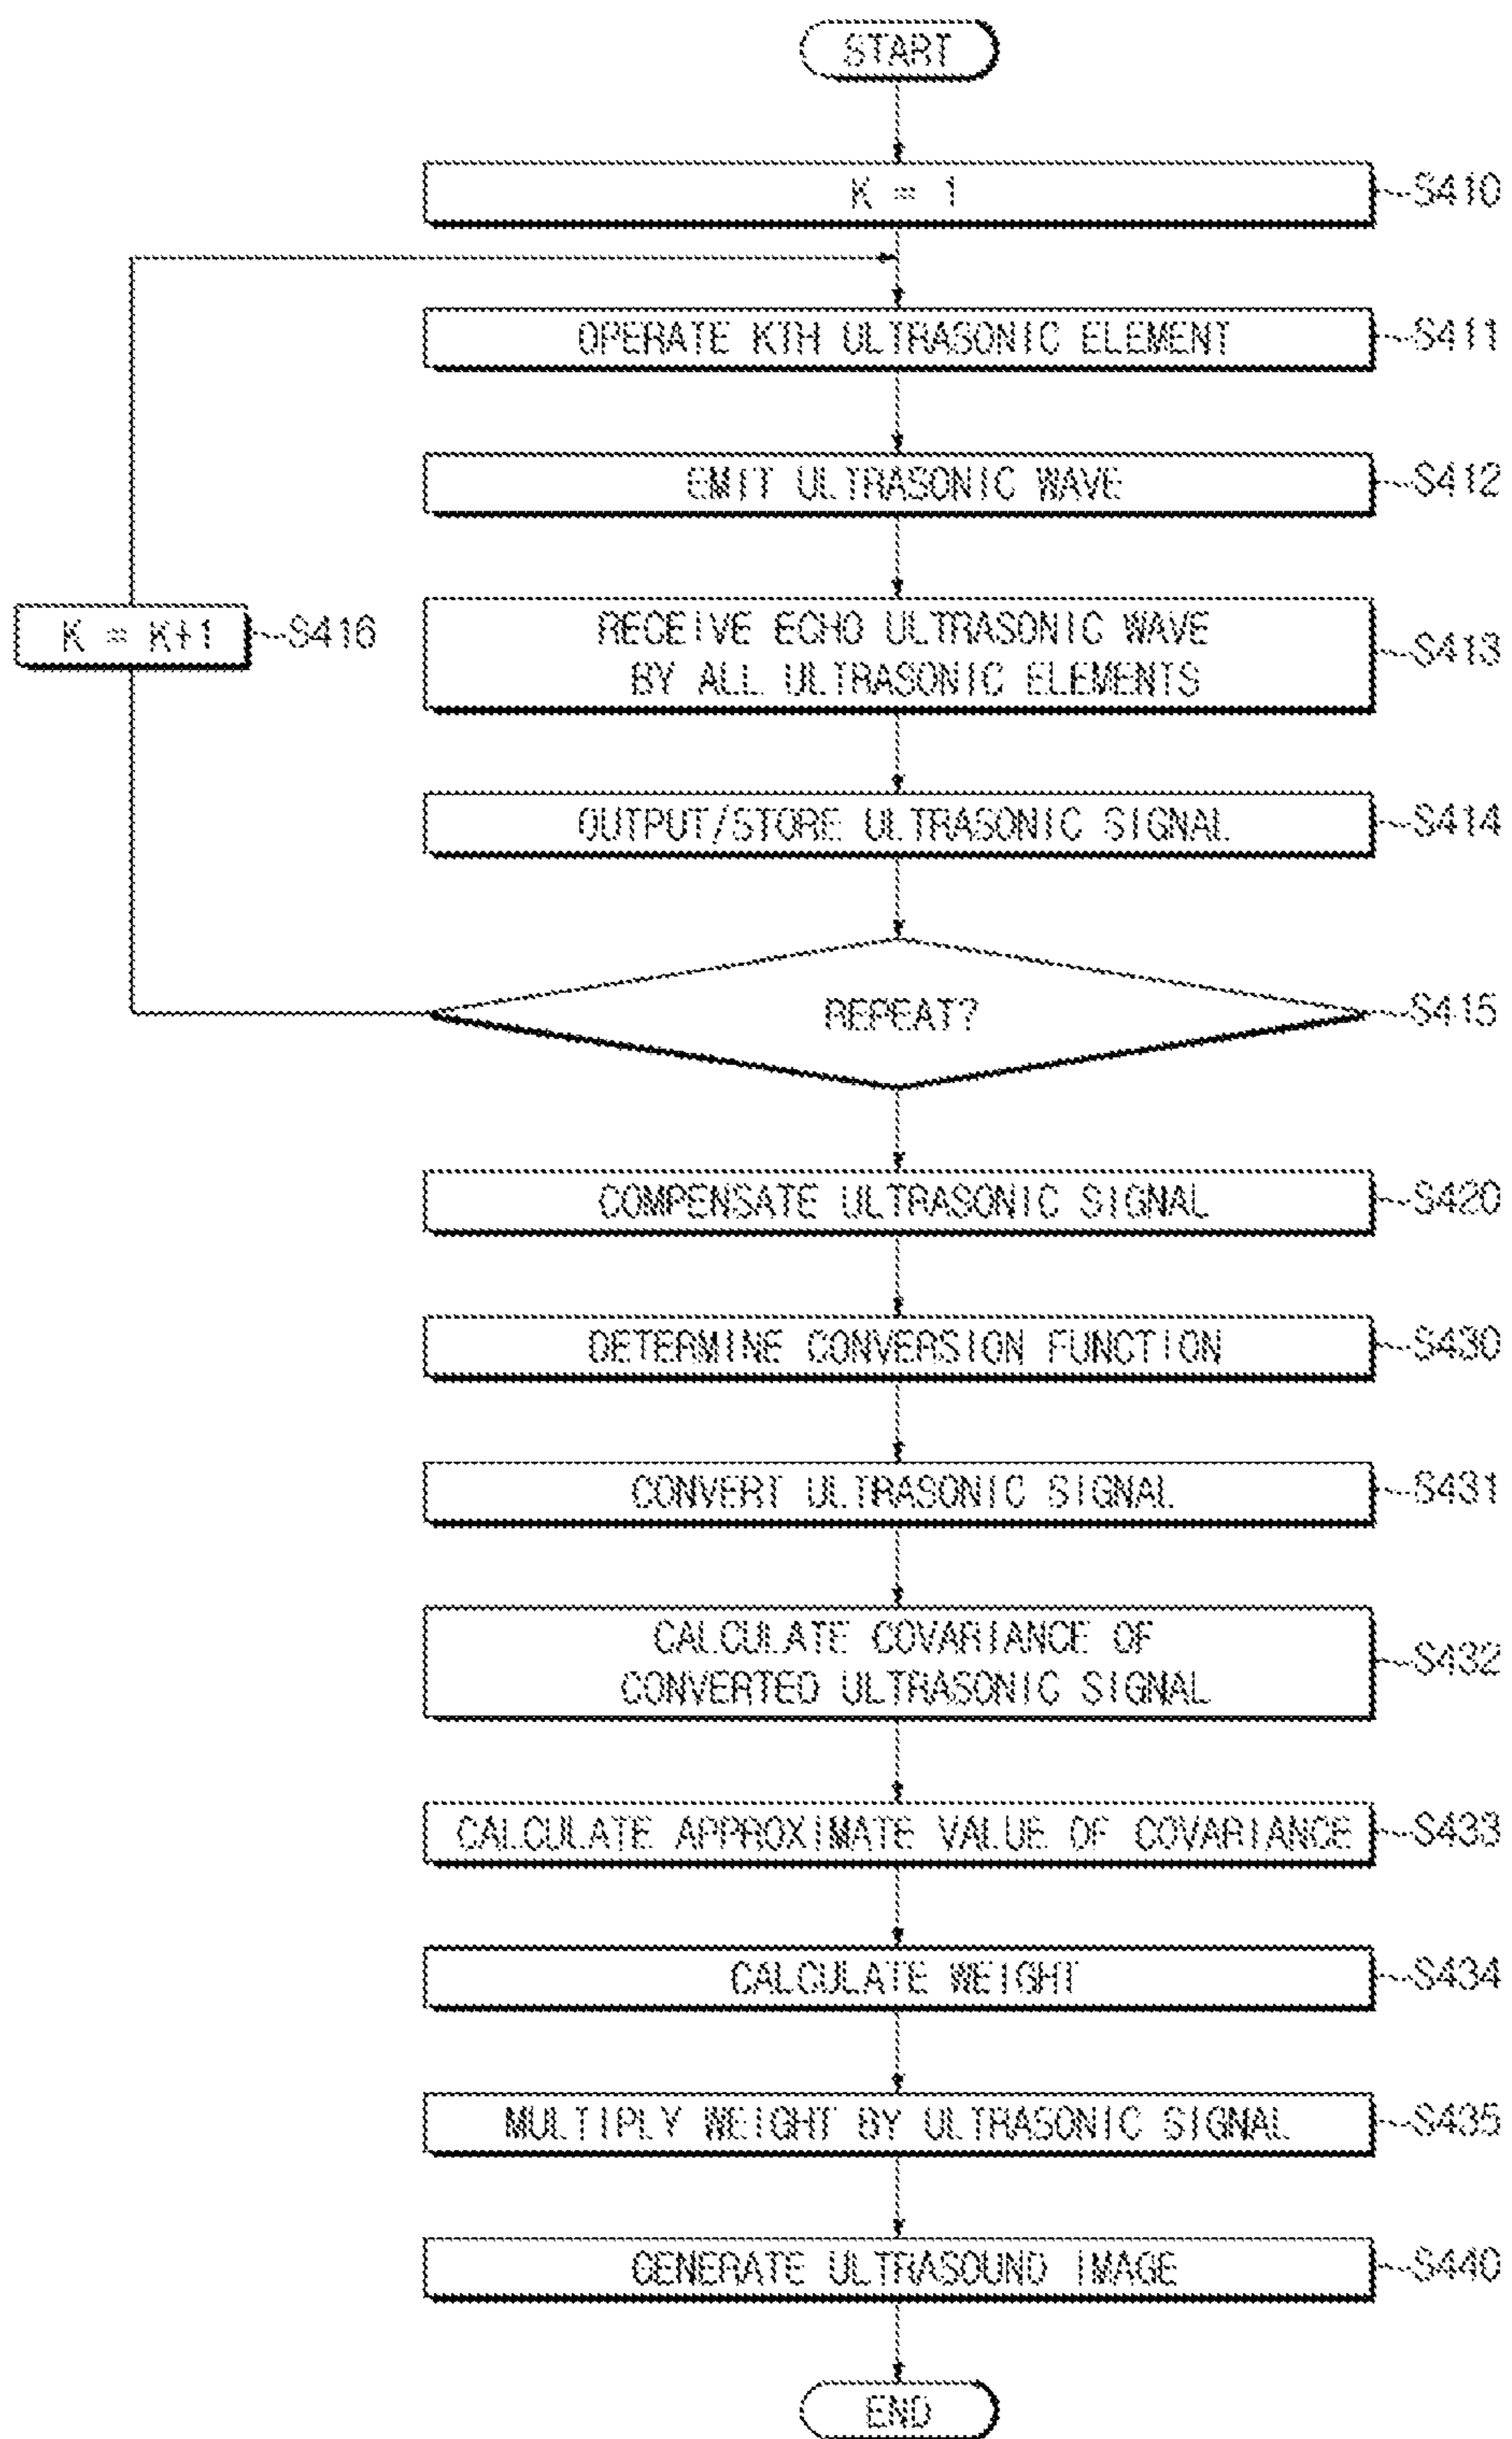 START
K = 1
S410
OPERATE KTH ULTRASONIC ELEMENT
S411
EMIT ULTRASONIC WAVE
S412
RECEIVE ECHO ULTRASONIC WAVE
BY ALL ULTRASONIC ELEMENTS
S413
K = K+1
S416
OUTPUT/STORE ULTRASONIC SIGNAL
S414
REPEAT?
S415
COMPENSATE ULTRASONIC SIGNAL
S420
DETERMINE CONVERSION FUNCTION
S430
CONVERT ULTRASONIC SIGNAL
S431
CALCULATE COVARIANCE OF
CONVERTED ULTRASONIC SIGNAL
S432
CALCULATE APPROXIMATE VALUE OF COVARIANCE
S433
CALCULATE WEIGHT
S434
MULTIPLY WEIGHT BY ULTRASONIC SIGNAL
S435
GENERATE ULTRASOUND IMAGE
S440
END